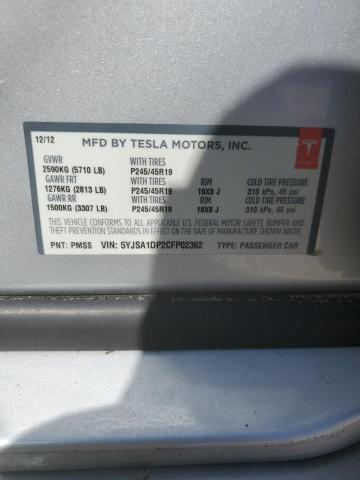 12/12 MFD BY TESLA MOTORS, INC.
GVWR WITH TIRES
2590KG (5710 LB) P245/45R19
GAWR FRT WITH TIRES RIM COLD TIRE PRESSURE
1276KG (2813 LB) P245/45R19 19X8 J 310 kPa, 45 psi
GAWR RR WITH TIRES RIM COLD TIRE PRESSURE
1500KG (3307 LB) P245/45R19 19X8 J 310 kPa, 45 psi
THIS VEHICLE CONFORMS TO ALL APPLICABLE U.S. FEDERAL MOTOR VEHICLE SAFETY, BUMPER, AND
THEFT PREVENTION STANDARDS IN EFFECT ON THE DATE OF MANUFACTURE SHOWN ABOVE.
PNT: PMSS VIN: 5YJSA1DP2CFP02362 TYPE: PASSENGER CAR